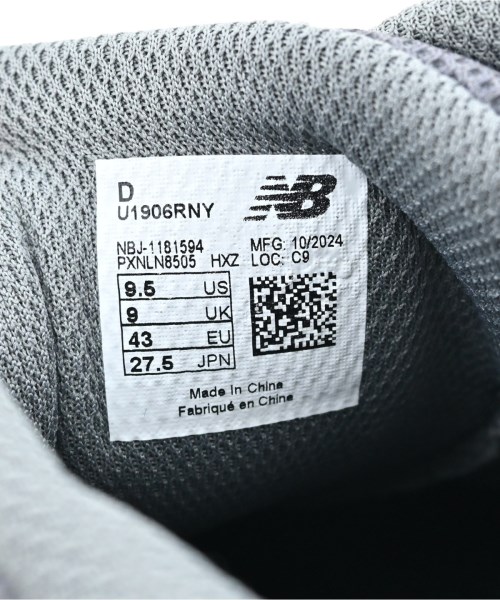 D
U1906RNY
NB
NBJ-1181594
PXNLN8505 HXZ
MFG: 10/2024
LOC: C9
9.5 US
9 UK
43 EU
27.5 JPN
Made in China
Fabriqué en Chine